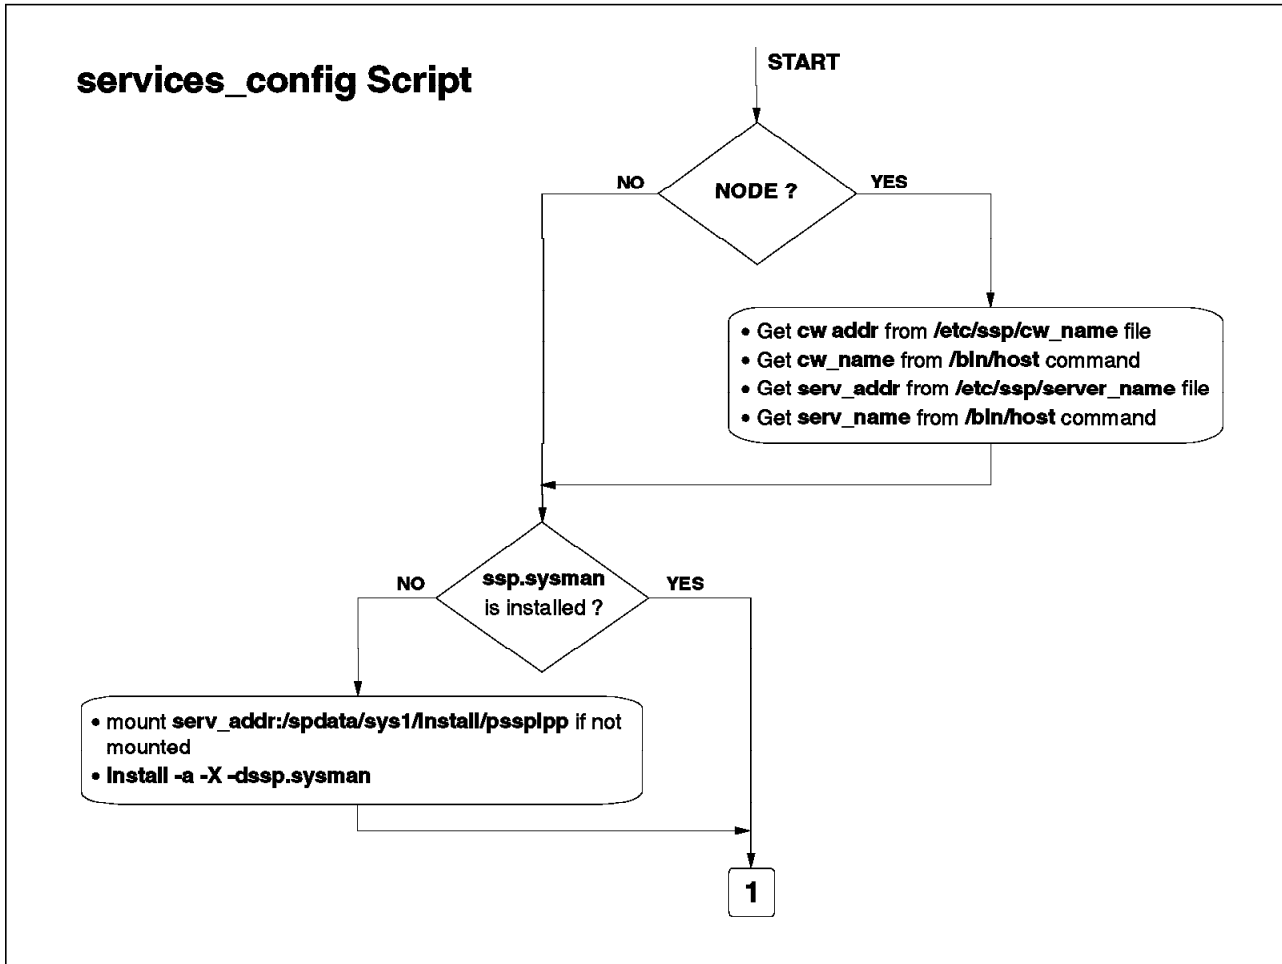 services_config Script
START
NO
NODE ?
YES
• Get cw addr from /etc/ssp/cw_name file
• Get cw_name from /bin/host command
• Get serv_addr from /etc/ssp/server_name file
• Get serv_name from /bin/host command
NO
ssp.sysman
is installed ?
YES
• mount serv_addr:/spdata/sys1/install/pssplpp if not
mounted
• Install -a -X -dssp.sysman
1